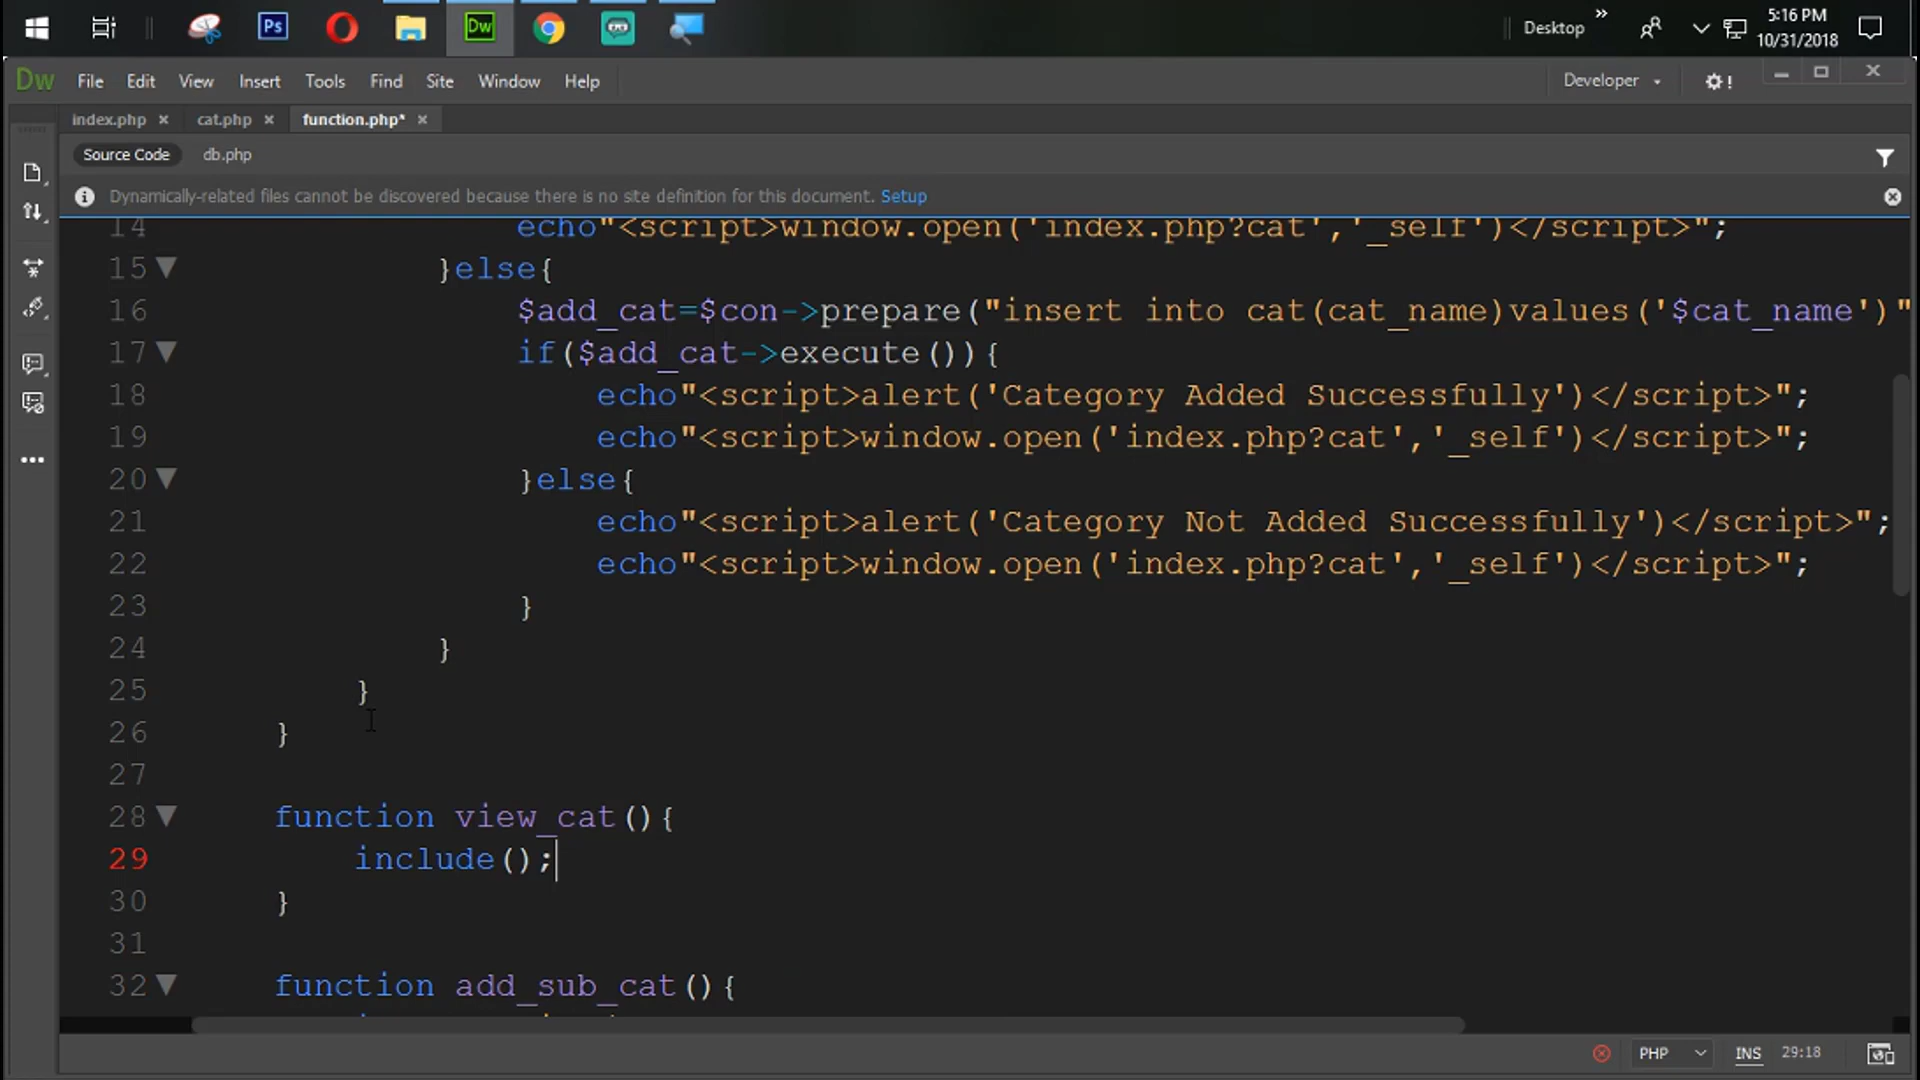 Ps
Dw
Desktop
»
5:16 PM
10/31/2018
Dw File Edit View Insert Tools Find Site Window Help
Developer
!
index.php × cat.php × function.php* ×
Source Code db.php
Dynamically-related files cannot be discovered because there is no site definition for this document. Setup
14 echo"<script>window.open('index.php?cat','_self')</script>";
15 }else{
16 $add_cat=$con->prepare("insert into cat(cat_name)values('$cat_name')"
17 if($add_cat->execute()){
18 echo"<script>alert('Category Added Successfully')</script>";
19 echo"<script>window.open('index.php?cat','_self')</script>";
20 }else{
21 echo"<script>alert('Category Not Added Successfully')</script>";
22 echo"<script>window.open('index.php?cat','_self')</script>";
23 }
24 }
25 }
26 }
27
28 function view_cat(){
29 include();
30 }
31
32 function add_sub_cat(){
PHP INS 29:18